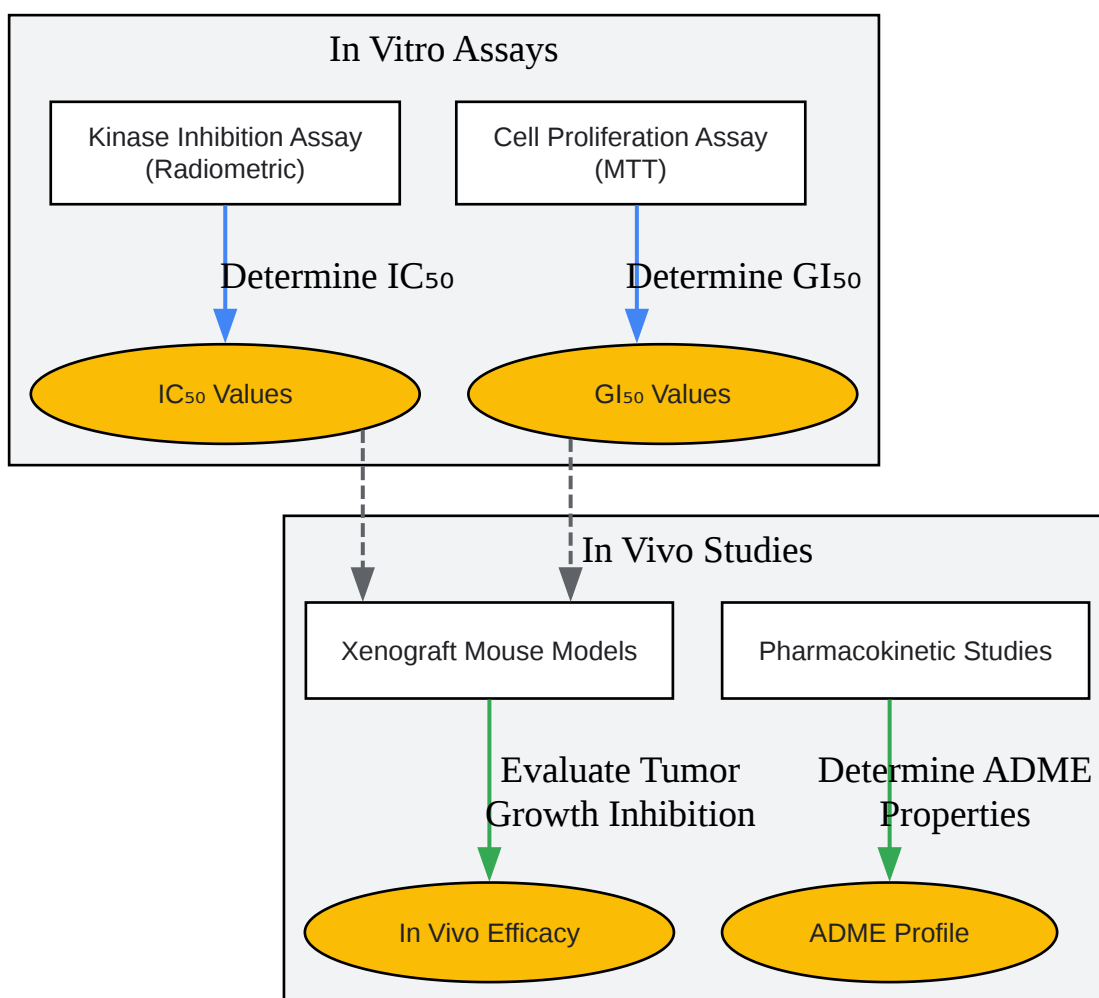 In Vitro Assays
Kinase Inhibition Assay
(Radiometric)
Cell Proliferation Assay
(MTT)
Determine IC₅₀
Determine GI₅₀
IC₅₀ Values
GI₅₀ Values
In Vivo Studies
Xenograft Mouse Models
Pharmacokinetic Studies
Evaluate Tumor
Growth Inhibition
Determine ADME
Properties
In Vivo Efficacy
ADME Profile